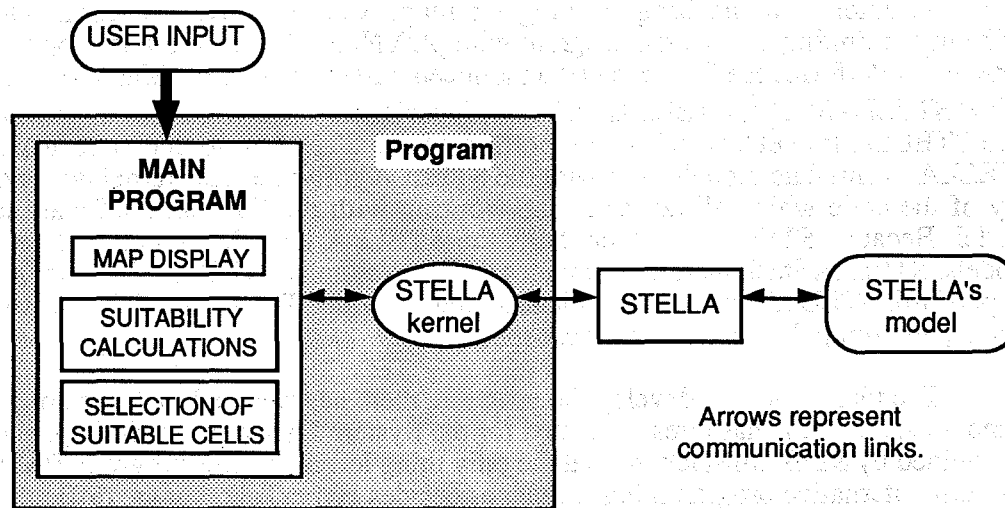 USER INPUT
Program
MAIN
PROGRAM
MAP DISPLAY
SUITABILITY
CALCULATIONS
SELECTION OF
SUITABLE CELLS
STELLA
kernel
STELLA
STELLA's
model
Arrows represent
communication links.